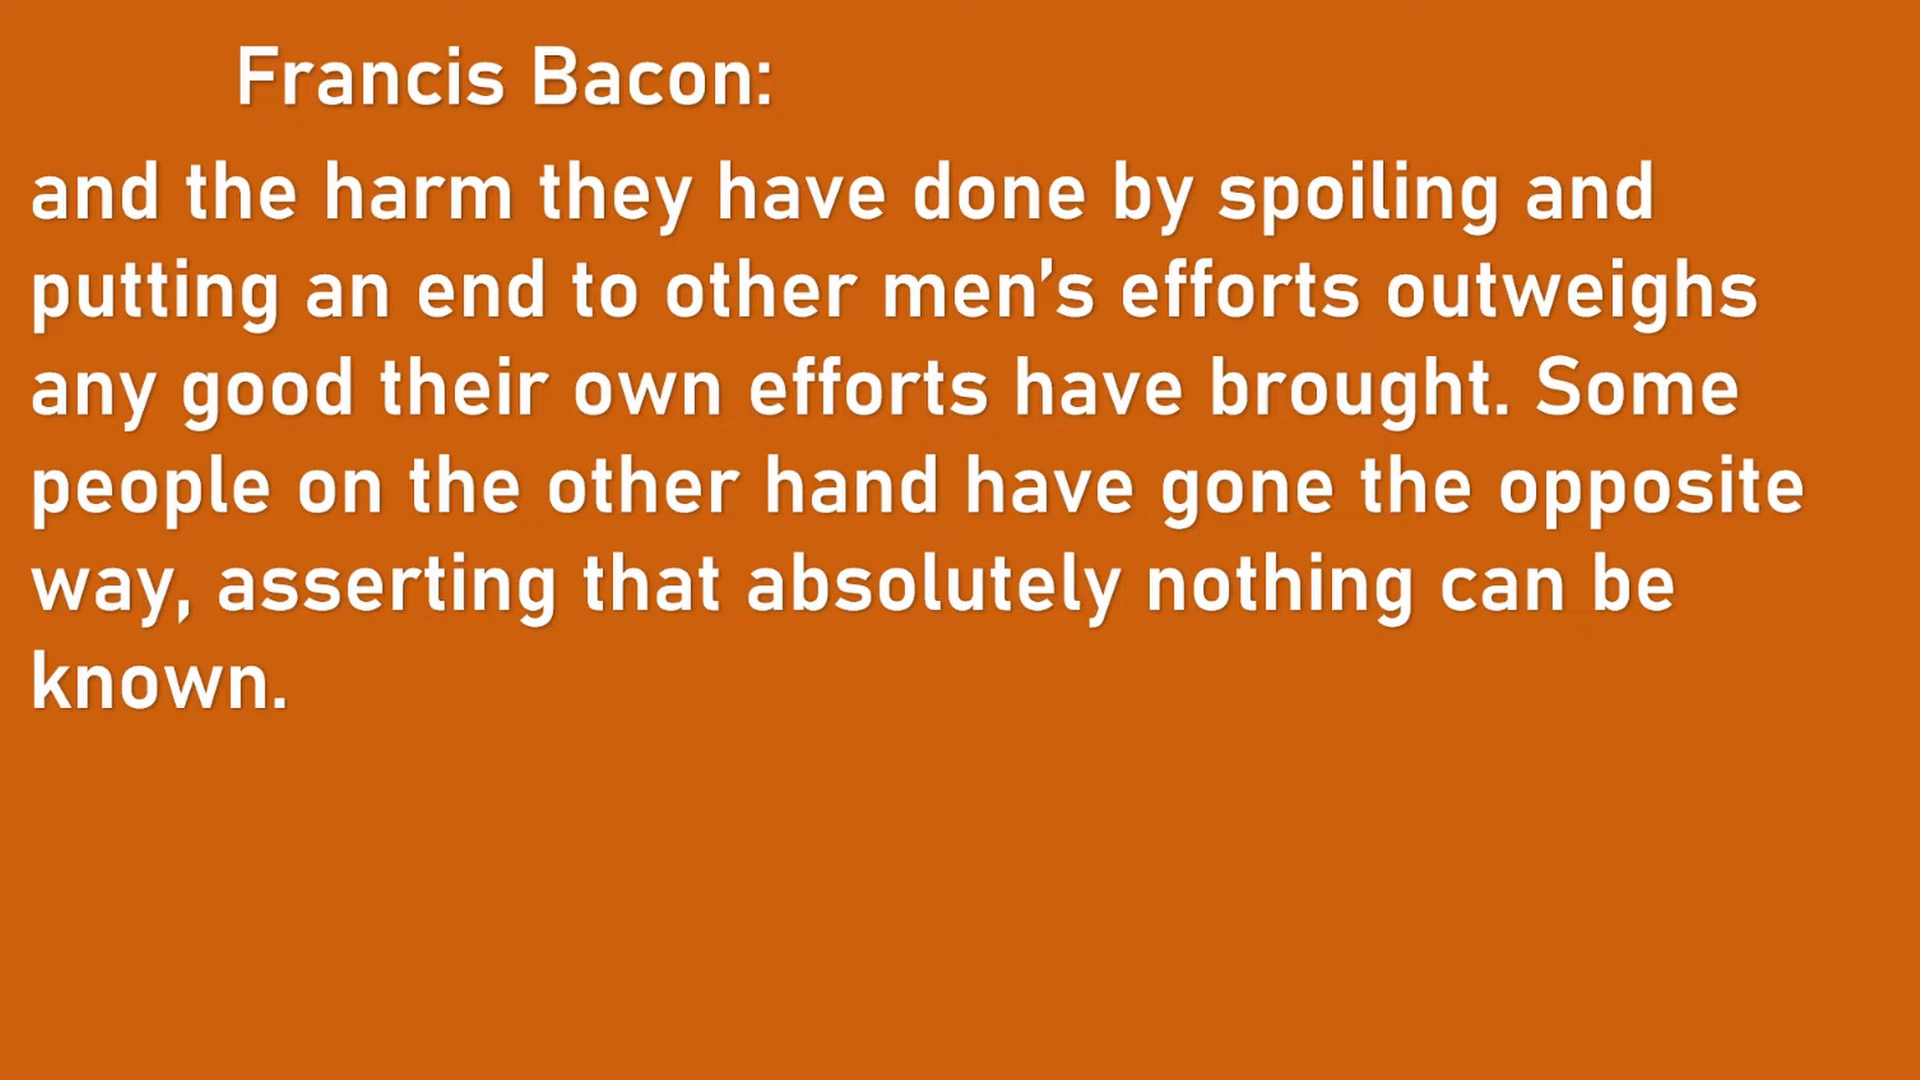 Francis Bacon:
and the harm they have done by spoiling and
putting an end to other men’s efforts outweighs
any good their own efforts have brought. Some
people on the other hand have gone the opposite
way, asserting that absolutely nothing can be
known.